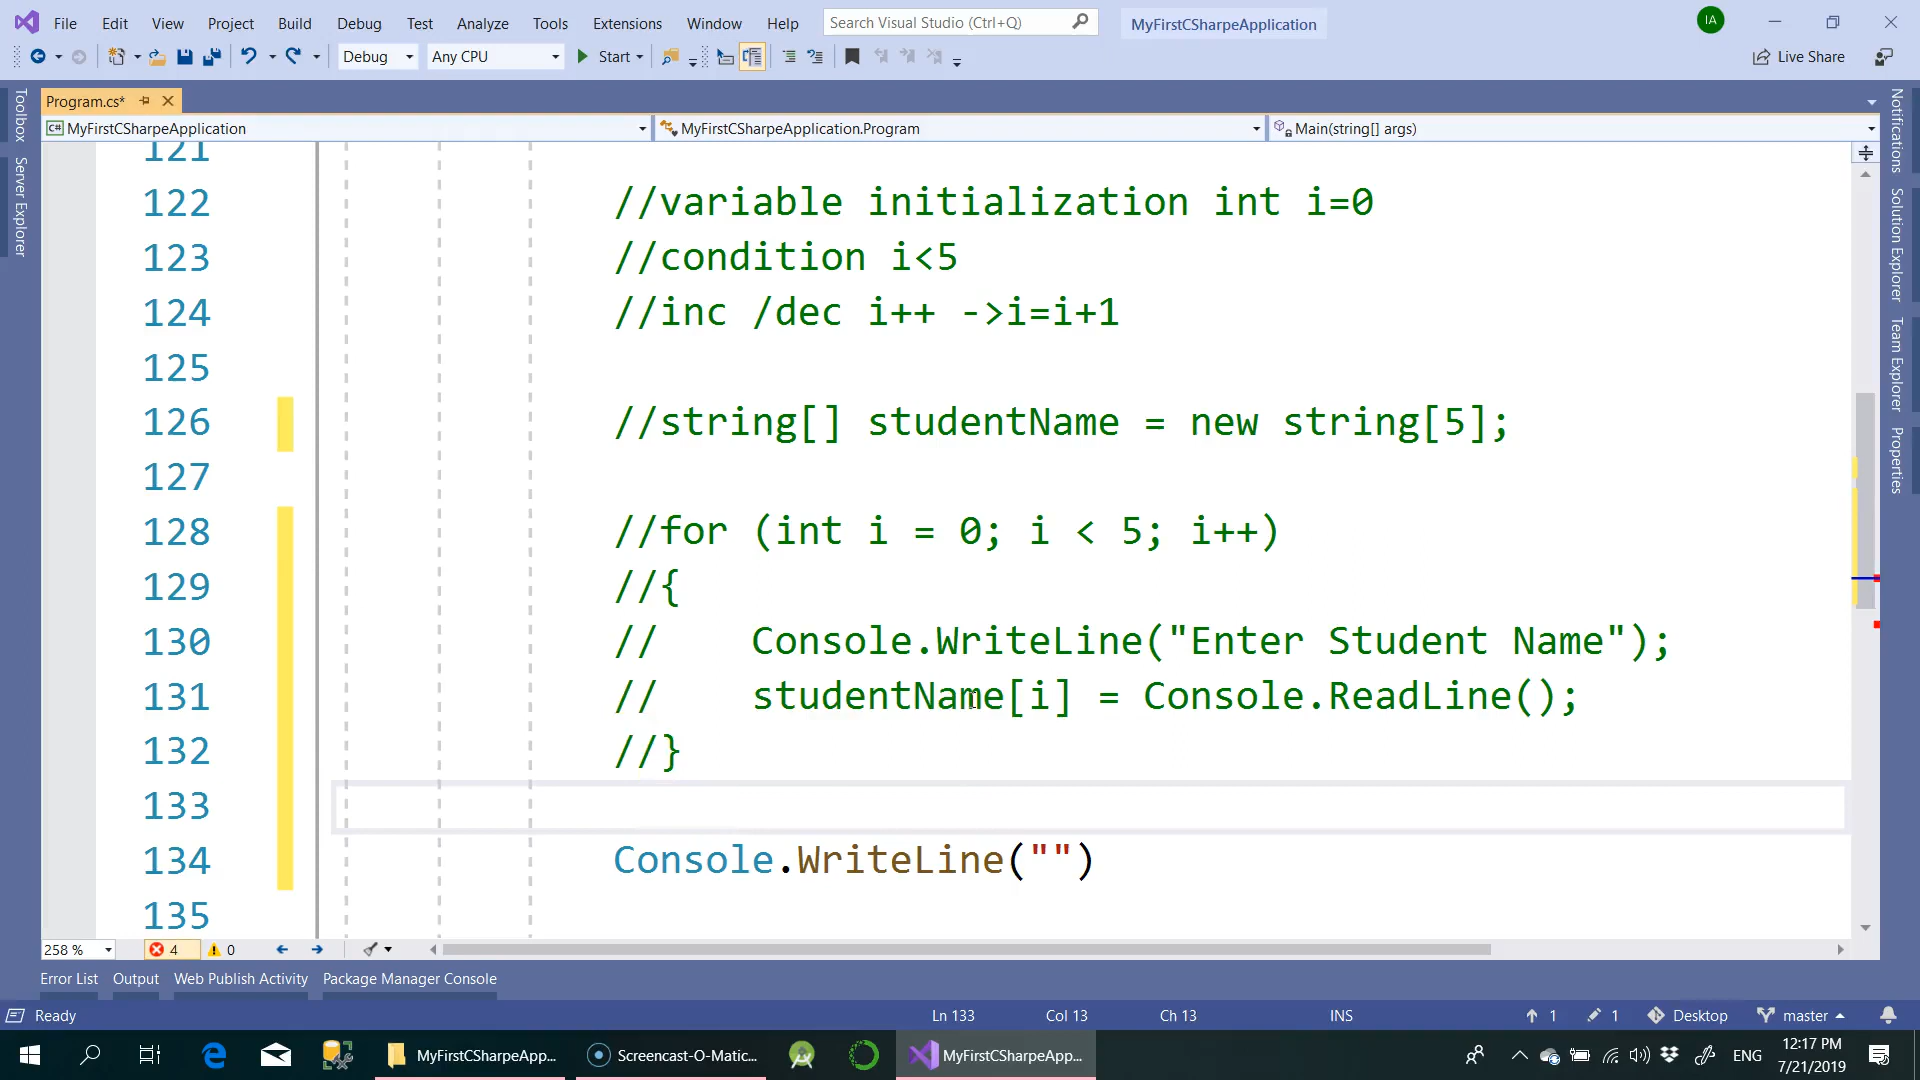 File Edit View Project Build Debug Test Analyze Tools Extensions Window Help Search Visual Studio (Ctrl+Q) MyFirstCSharpeApplication IA
Debug Any CPU Start Live Share
Program.cs*
C# MyFirstCSharpeApplication MyFirstCSharpeApplication.Program Main(string[] args)
Toolbox
Server Explorer
Notifications
Solution Explorer
Team Explorer
Properties
121
122 //variable initialization int i=0
123 //condition i<5
124 //inc /dec i++ ->i=i+1
125
126 //string[] studentName = new string[5];
127
128 //for (int i = 0; i < 5; i++)
129 //{
130 //    Console.WriteLine("Enter Student Name");
131 //    studentName[i] = Console.ReadLine();
132 //}
133
134 Console.WriteLine("")
135
258 % 4 0
Error List Output Web Publish Activity Package Manager Console
Ready Ln 133 Col 13 Ch 13 INS 1 1 Desktop master
MyFirstCSharpeApp... Screencast-O-Matic... MyFirstCSharpeApp... ENG 12:17 PM
7/21/2019